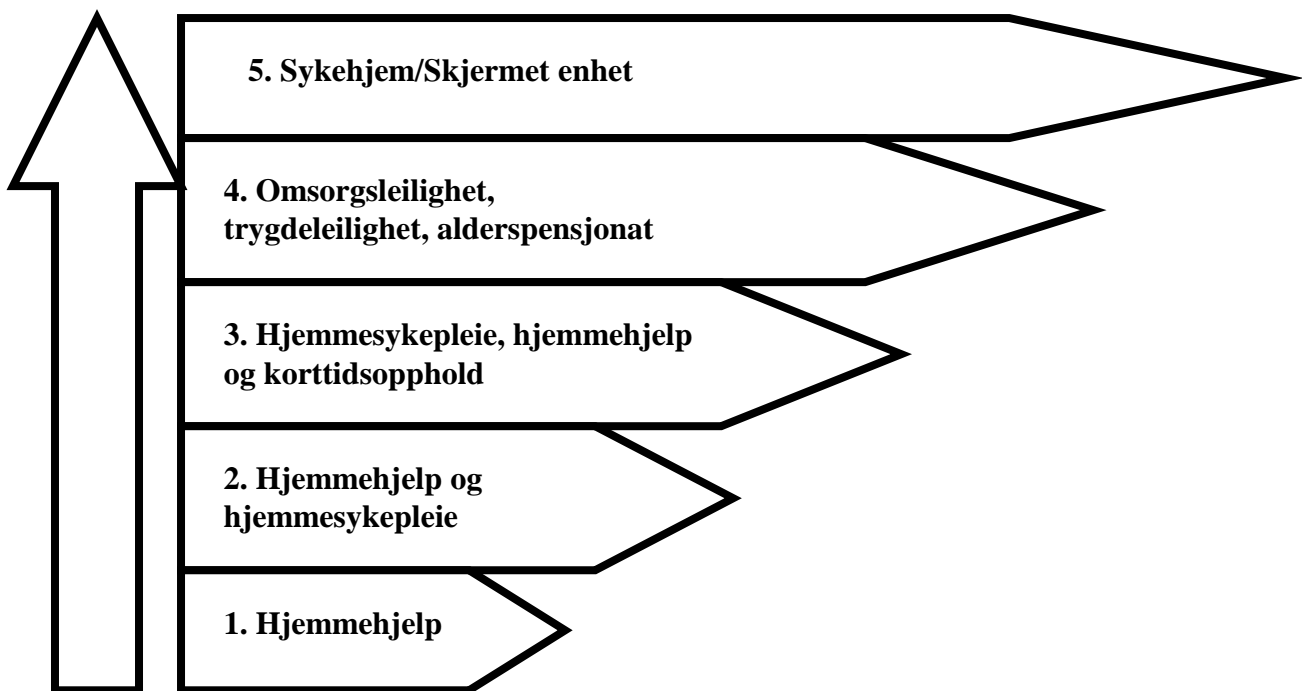 5. Sykehjem/Skjermet enhet
4. Omsorgsleilighet,
trygdeleilighet, alderspensjonat
3. Hjemmesykepleie, hjemmehjelp
og korttidsopphold
2. Hjemmehjelp og
hjemmesykepleie
1. Hjemmehjelp